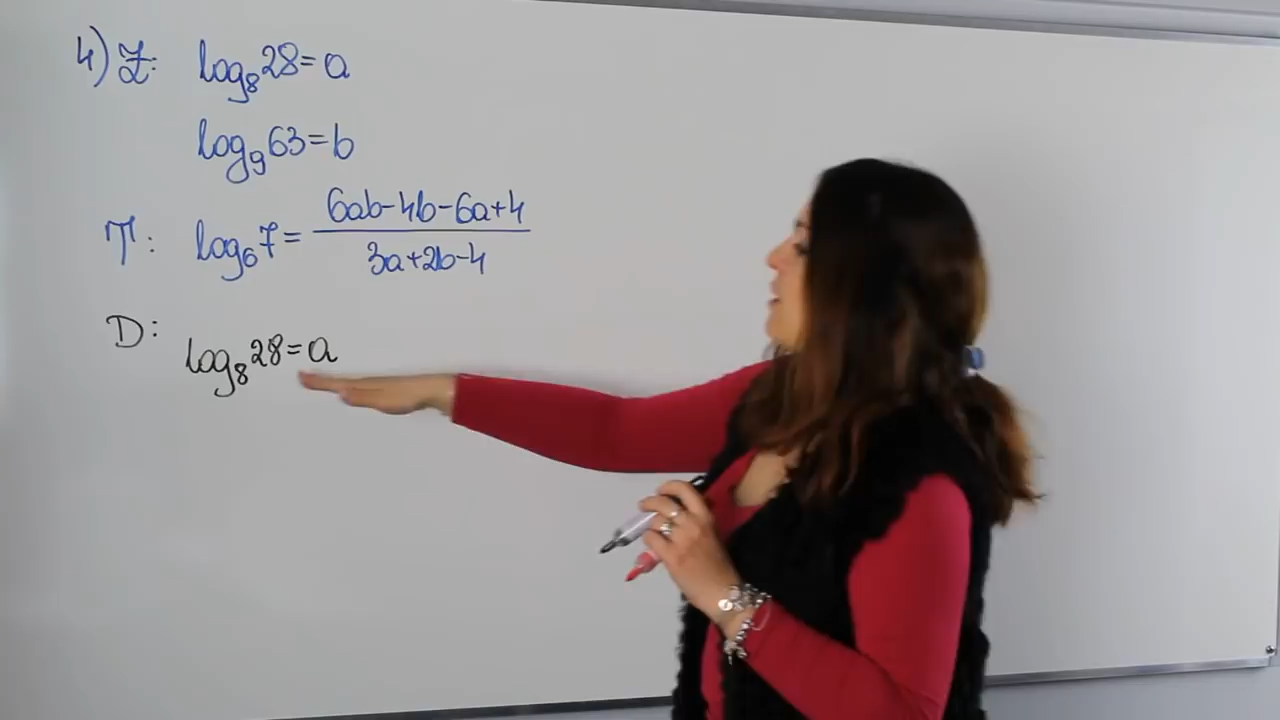 4) Z: log₈28=a
log₉63=b
T: log₆7= (6ab-4b-6a+4)/(3a+2b-4)
D: log₈28=a